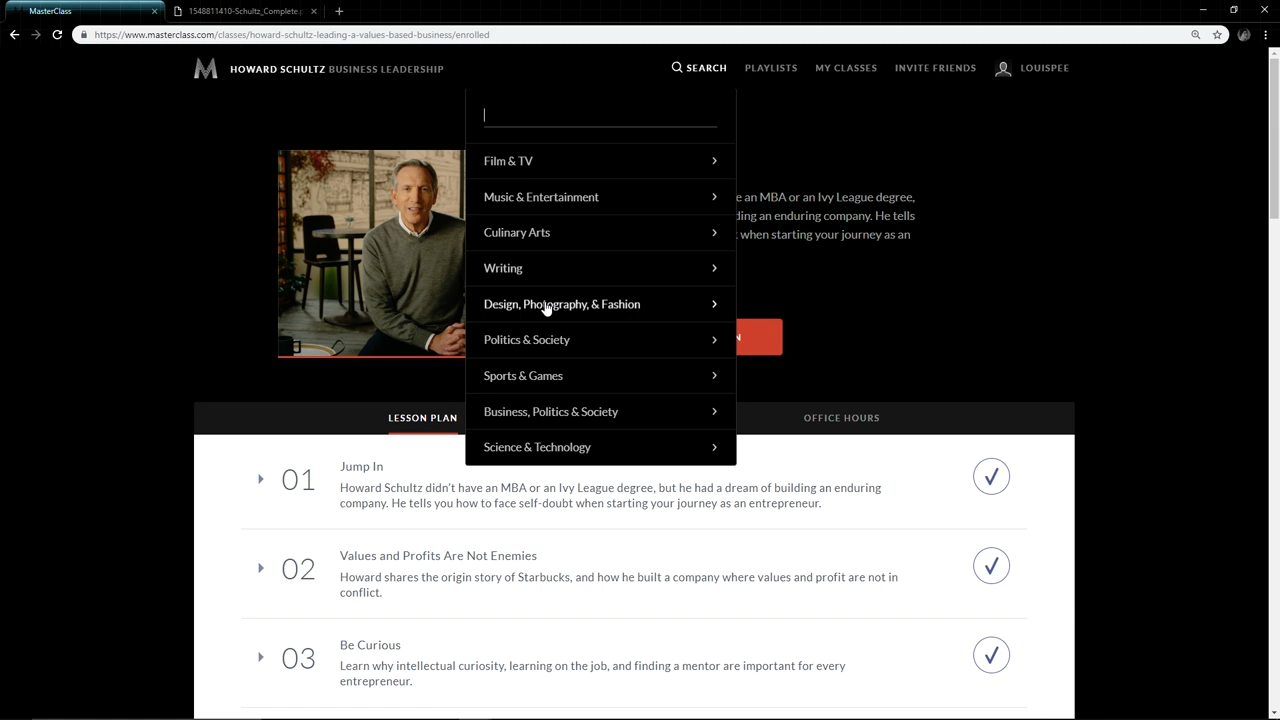 MasterClass
1548811410-Schultz_Complete.p
https://www.masterclass.com/classes/howard-schultz-leading-a-values-based-business/enrolled
HOWARD SCHULTZ BUSINESS LEADERSHIP
SEARCH
PLAYLISTS
MY CLASSES
INVITE FRIENDS
LOUISPEE
Film & TV
Music & Entertainment
Culinary Arts
Writing
Design, Photography, & Fashion
Politics & Society
Sports & Games
Business, Politics & Society
Science & Technology
e an MBA or an Ivy League degree,
ding an enduring company. He tells
when starting your journey as an
N
LESSON PLAN
OFFICE HOURS
01
Jump In
Howard Schultz didn't have an MBA or an Ivy League degree, but he had a dream of building an enduring
company. He tells you how to face self-doubt when starting your journey as an entrepreneur.
02
Values and Profits Are Not Enemies
Howard shares the origin story of Starbucks, and how he built a company where values and profit are not in
conflict.
03
Be Curious
Learn why intellectual curiosity, learning on the job, and finding a mentor are important for every
entrepreneur.